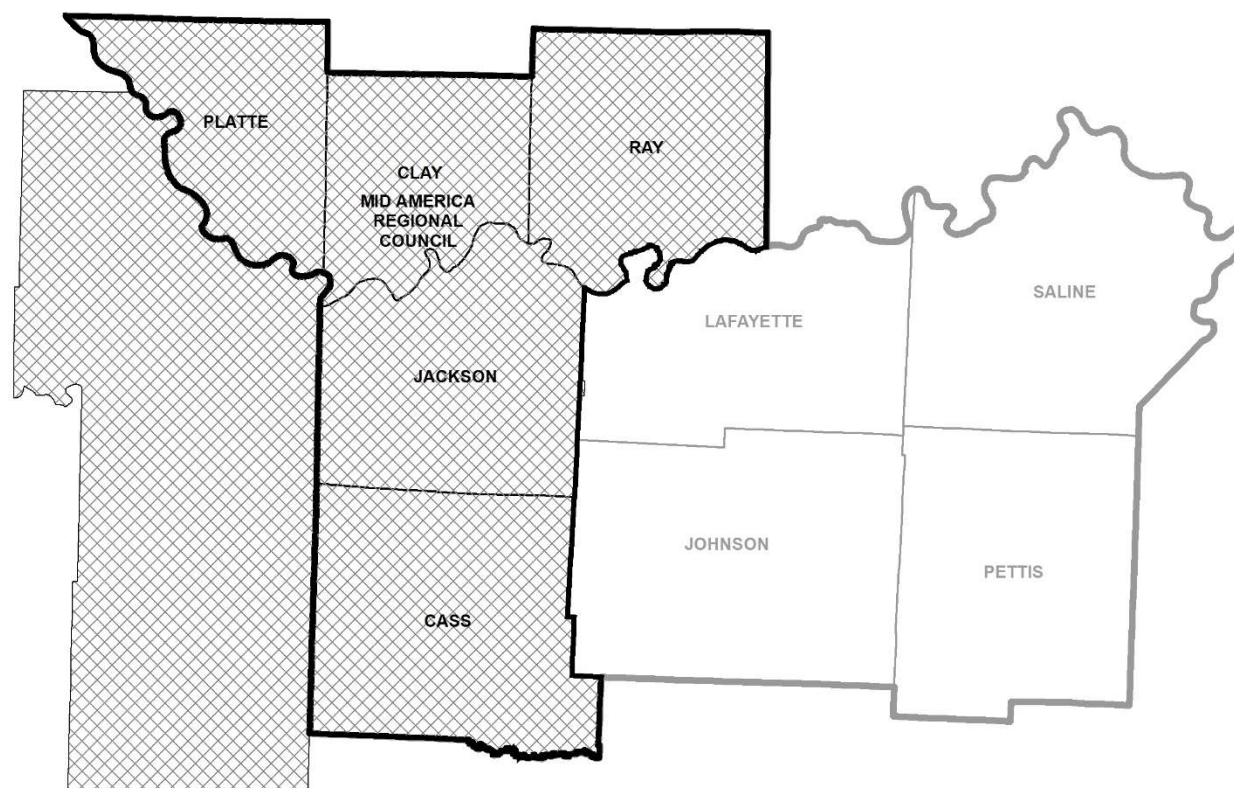 PLATTE
CLAY
MID AMERICA
REGIONAL
COUNCIL
RAY
SALINE
LAFAYETTE
JACKSON
JOHNSON
PETTIS
CASS